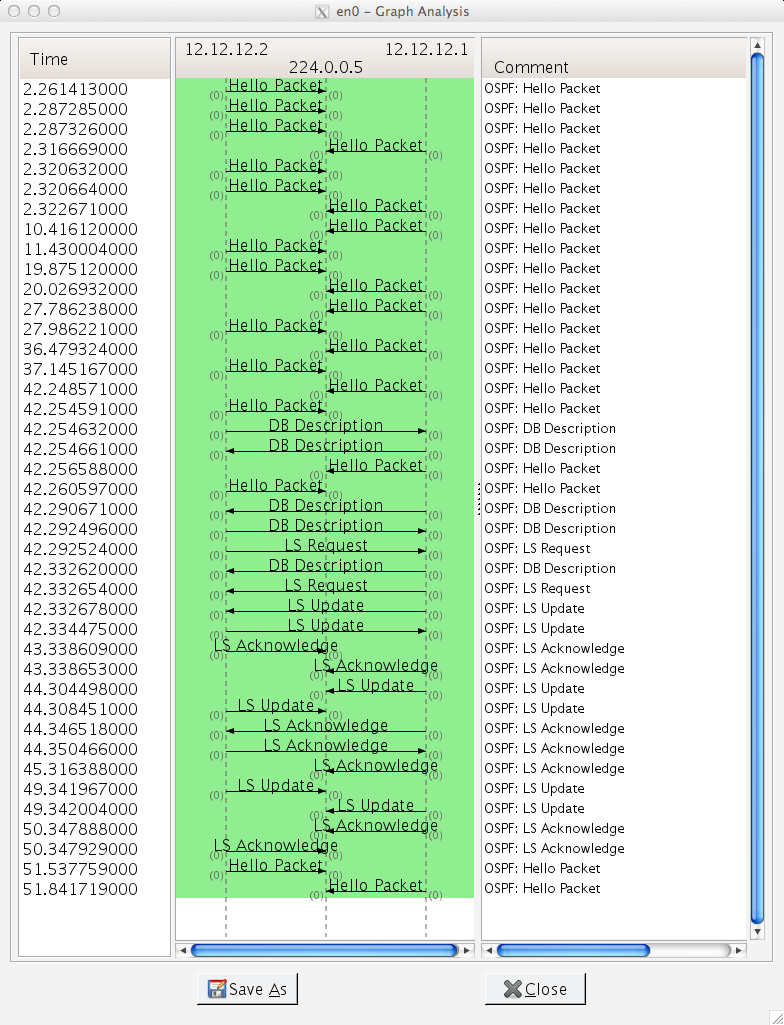 en0 – Graph Analysis
Time 12.12.12.2 224.0.0.5 12.12.12.1 Comment
2.261413000 (0) Hello Packet (0) OSPF: Hello Packet
2.287285000 (0) Hello Packet (0) OSPF: Hello Packet
2.287326000 (0) Hello Packet (0) OSPF: Hello Packet
2.316669000 (0) Hello Packet (0) OSPF: Hello Packet
2.320632000 (0) Hello Packet (0) OSPF: Hello Packet
2.320664000 (0) Hello Packet (0) OSPF: Hello Packet
2.322671000 (0) Hello Packet (0) OSPF: Hello Packet
10.416120000 (0) Hello Packet (0) OSPF: Hello Packet
11.430004000 (0) Hello Packet (0) OSPF: Hello Packet
19.875120000 (0) Hello Packet (0) OSPF: Hello Packet
20.026932000 (0) Hello Packet (0) OSPF: Hello Packet
27.786238000 (0) Hello Packet (0) OSPF: Hello Packet
27.986221000 (0) Hello Packet (0) OSPF: Hello Packet
36.479324000 (0) Hello Packet (0) OSPF: Hello Packet
37.145167000 (0) Hello Packet (0) OSPF: Hello Packet
42.248571000 (0) Hello Packet (0) OSPF: Hello Packet
42.254591000 (0) Hello Packet (0) OSPF: Hello Packet
42.254632000 (0) DB Description (0) OSPF: DB Description
42.254661000 (0) DB Description (0) OSPF: DB Description
42.256588000 (0) Hello Packet (0) OSPF: Hello Packet
42.260597000 (0) Hello Packet (0) OSPF: Hello Packet
42.290671000 (0) DB Description (0) OSPF: DB Description
42.292496000 (0) DB Description (0) OSPF: DB Description
42.292524000 (0) LS Request (0) OSPF: LS Request
42.332620000 (0) DB Description (0) OSPF: DB Description
42.332654000 (0) LS Request (0) OSPF: LS Request
42.332678000 (0) LS Update (0) OSPF: LS Update
42.334475000 (0) LS Update (0) OSPF: LS Update
43.338609000 (0) LS Acknowledge (0) OSPF: LS Acknowledge
43.338653000 (0) LS Acknowledge (0) OSPF: LS Acknowledge
44.304498000 (0) LS Update (0) OSPF: LS Update
44.308451000 (0) LS Update (0) OSPF: LS Update
44.346518000 (0) LS Acknowledge (0) OSPF: LS Acknowledge
44.350466000 (0) LS Acknowledge (0) OSPF: LS Acknowledge
45.316388000 (0) LS Acknowledge (0) OSPF: LS Acknowledge
49.341967000 (0) LS Update (0) OSPF: LS Update
49.342004000 (0) LS Update (0) OSPF: LS Update
50.347888000 (0) LS Acknowledge (0) OSPF: LS Acknowledge
50.347929000 (0) LS Acknowledge (0) OSPF: LS Acknowledge
51.537759000 (0) Hello Packet (0) OSPF: Hello Packet
51.841719000 (0) Hello Packet (0) OSPF: Hello Packet
Save As Close